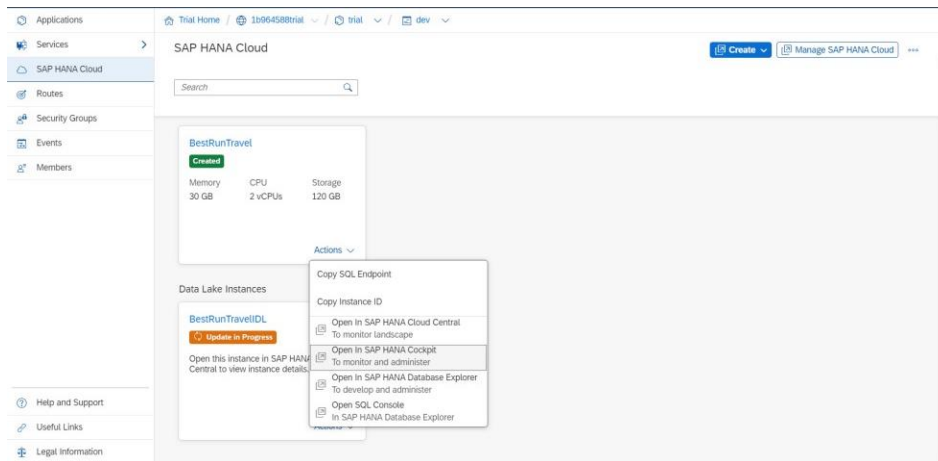 Applications
Services
SAP HANA Cloud
Routes
Security Groups
Events
Members
Help and Support
Useful Links
Legal Information
Trial Home / 1b964588trial / trial / dev
SAP HANA Cloud
Create
Manage SAP HANA Cloud
Search
BestRunTravel
Created
Memory CPU Storage
30 GB 2 vCPUs 120 GB
Actions
Copy SQL Endpoint
Copy Instance ID
Open In SAP HANA Cloud Central
To monitor landscape
Open In SAP HANA Cockpit
To monitor and administer
Open In SAP HANA Database Explorer
To develop and administer
Open SQL Console
In SAP HANA Database Explorer
Data Lake Instances
BestRunTravelIDL
Update in Progress
Open this instance in SAP HANA
Central to view instance details.
Actions